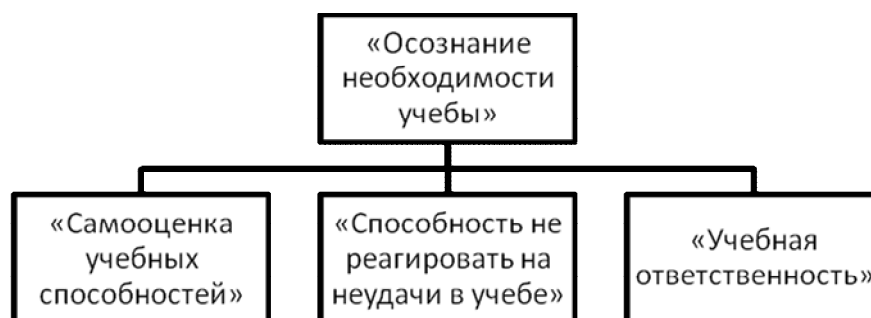 «Осознание
необходимости
учебы»
«Самооценка
учебных
способностей»
«Способность не
реагировать на
неудачи в учебе»
«Учебная
ответственность»